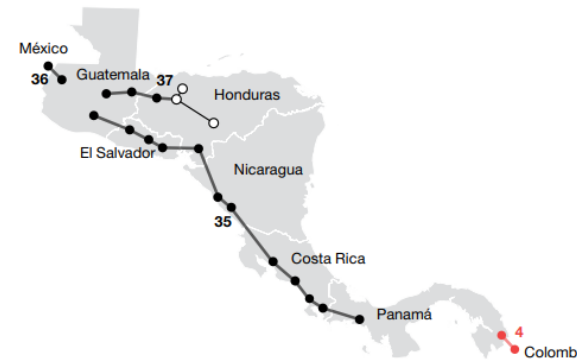 México
36
Guatemala
37
Honduras
El Salvador
Nicaragua
35
Costa Rica
Panamá
4
Colomb